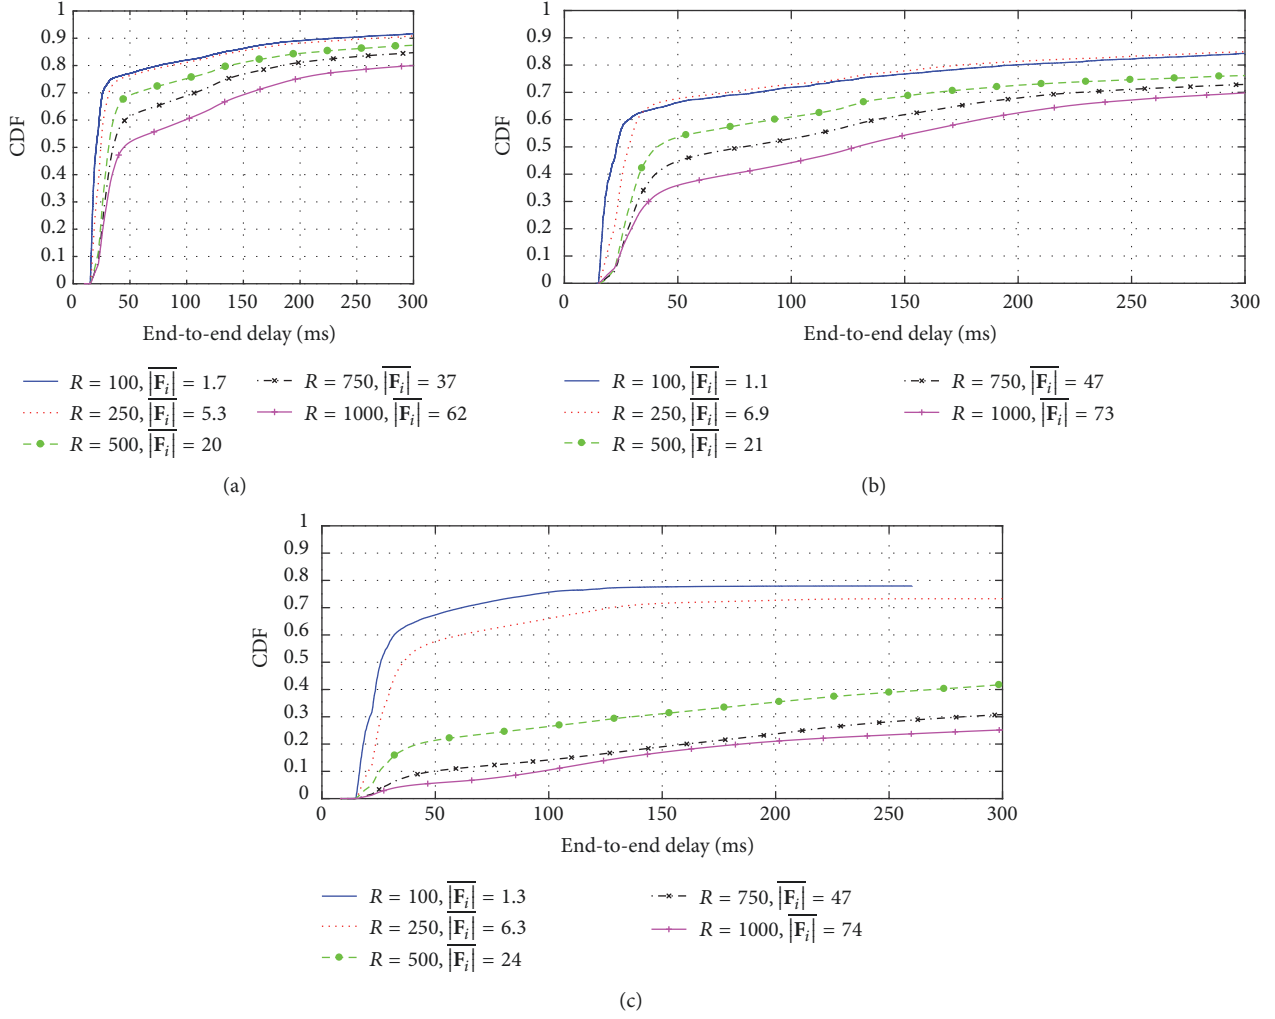 1
0.9
0.8
0.7
0.6
0.5
0.4
0.3
0.2
0.1
0
CDF
0 50 100 150 200 250 300
End-to-end delay (ms)
R = 100, |F_i| = 1.7
R = 250, |F_i| = 5.3
R = 500, |F_i| = 20
R = 750, |F_i| = 37
R = 1000, |F_i| = 62
(a)
1
0.9
0.8
0.7
0.6
0.5
0.4
0.3
0.2
0.1
0
CDF
0 50 100 150 200 250 300
End-to-end delay (ms)
R = 100, |F_i| = 1.1
R = 250, |F_i| = 6.9
R = 500, |F_i| = 21
R = 750, |F_i| = 47
R = 1000, |F_i| = 73
(b)
1
0.9
0.8
0.7
0.6
0.5
0.4
0.3
0.2
0.1
0
CDF
0 50 100 150 200 250 300
End-to-end delay (ms)
R = 100, |F_i| = 1.3
R = 250, |F_i| = 6.3
R = 500, |F_i| = 24
R = 750, |F_i| = 47
R = 1000, |F_i| = 74
(c)